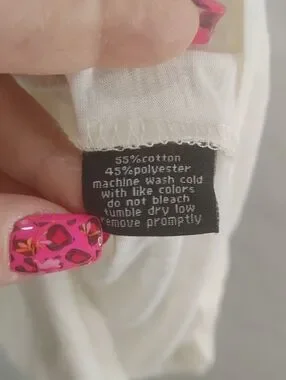 55%cotton
45%polyester
machine wash cold
with like colors
do not bleach
tumble dry low
remove promptly